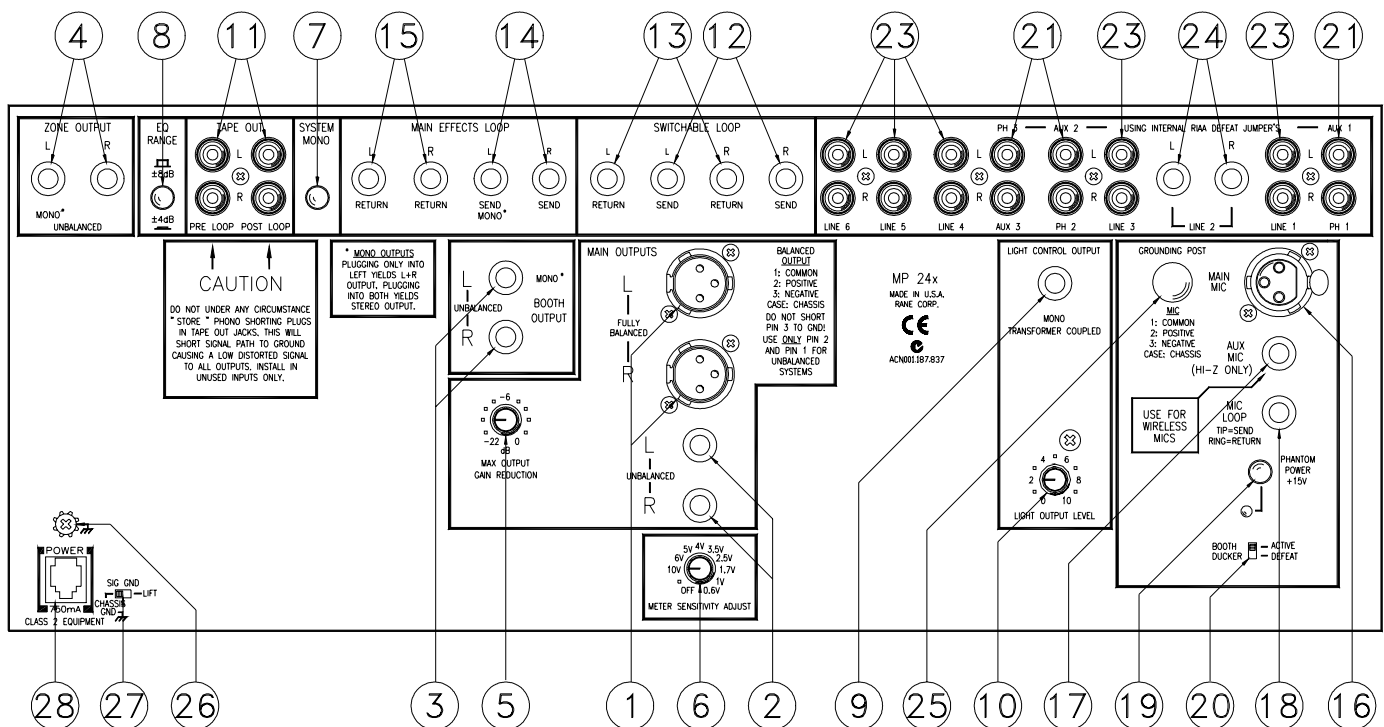 4 8 11 7 15 14 13 12 23 21 23 24 23 21
ZONE OUTPUT
L R
MONO*
UNBALANCED
EQ
RANGE
±8dB
±4dB
TAPE OUT
L
R
PRE LOOP POST LOOP
SYSTEM
MONO
MAIN EFFECTS LOOP
L R L R
RETURN RETURN SEND SEND
MONO*
SWITCHABLE LOOP
L L R R
RETURN SEND RETURN SEND
PH 3 — AUX 2 — USING INTERNAL RIAA DEFEAT JUMPER'S — AUX 1
L L L L R L
R R R R
LINE 6 LINE 5 LINE 4 AUX 3 PH 2 LINE 3 LINE 2 LINE 1 PH 1
CAUTION
DO NOT UNDER ANY CIRCUMSTANCE
"STORE" PHONO SHORTING PLUGS
IN TAPE OUT JACKS. THIS WILL
SHORT SIGNAL PATH TO GROUND
CAUSING A LOW DISTORTED SIGNAL
TO ALL OUTPUTS. INSTALL IN
UNUSED INPUTS ONLY.
* MONO OUTPUTS
PLUGGING ONLY INTO
LEFT YIELDS L+R
OUTPUT. PLUGGING
INTO BOTH YIELDS
STEREO OUTPUT.
L
UNBALANCED
R
MONO*
BOOTH
OUTPUT
MAIN OUTPUTS
L
FULLY
BALANCED
R
L
UNBALANCED
R
BALANCED
OUTPUT
1: COMMON
2: POSITIVE
3: NEGATIVE
CASE: CHASSIS
DO NOT SHORT
PIN 3 TO GND!
USE ONLY PIN 2
AND PIN 1 FOR
UNBALANCED
SYSTEMS
-6
-22 0
dB
MAX OUTPUT
GAIN REDUCTION
5V 4V 3.5V
6V 2.5V
10V 1.7V
1V
OFF 0.6V
METER SENSITIVITY ADJUST
MP 24x
MADE IN U.S.A.
RANE CORP.
CE
ACN001.187.837
LIGHT CONTROL OUTPUT
MONO
TRANSFORMER COUPLED
4 6
2 8
0 10
LIGHT OUTPUT LEVEL
GROUNDING POST
MAIN
MIC
MIC
1: COMMON
2: POSITIVE
3: NEGATIVE
CASE: CHASSIS
AUX
MIC
(HI-Z ONLY)
USE FOR
WIRELESS
MICS
MIC
LOOP
TIP=SEND
RING=RETURN
PHANTOM
POWER
+15V
BOOTH
DUCKER
ACTIVE
DEFEAT
POWER
750mA
CLASS 2 EQUIPMENT
SIG GND
LIFT
CHASSIS
GND
28 27 26 3 5 1 6 2 9 25 10 17 19 20 18 16